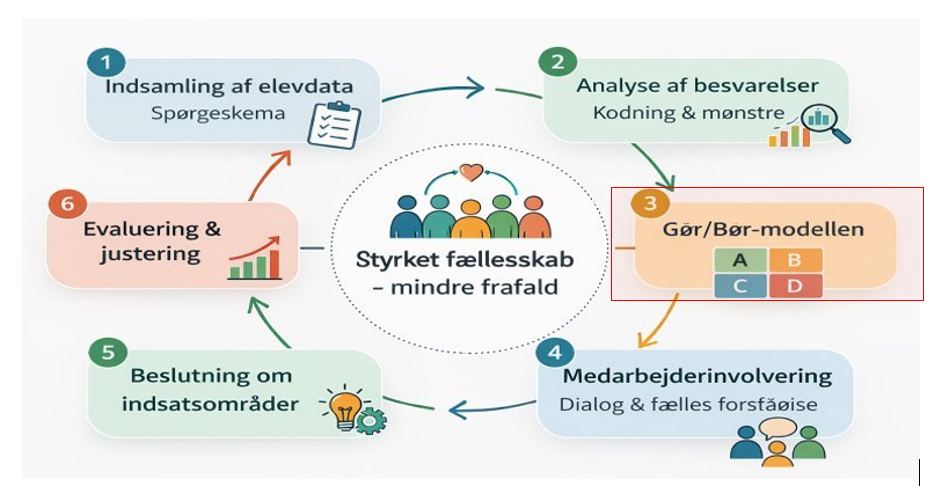 1
Indsamling af elevdata
Spørgeskema
2
Analyse af besvarelser
Kodning & mønstre
3
Gør/Bør-modellen
A B
C D
4
Medarbejderinvolvering
Dialog & fælles forsfåøise
5
Beslutning om
indsatsområder
6
Evaluering &
justering
Styrket fællesskab
– mindre frafald